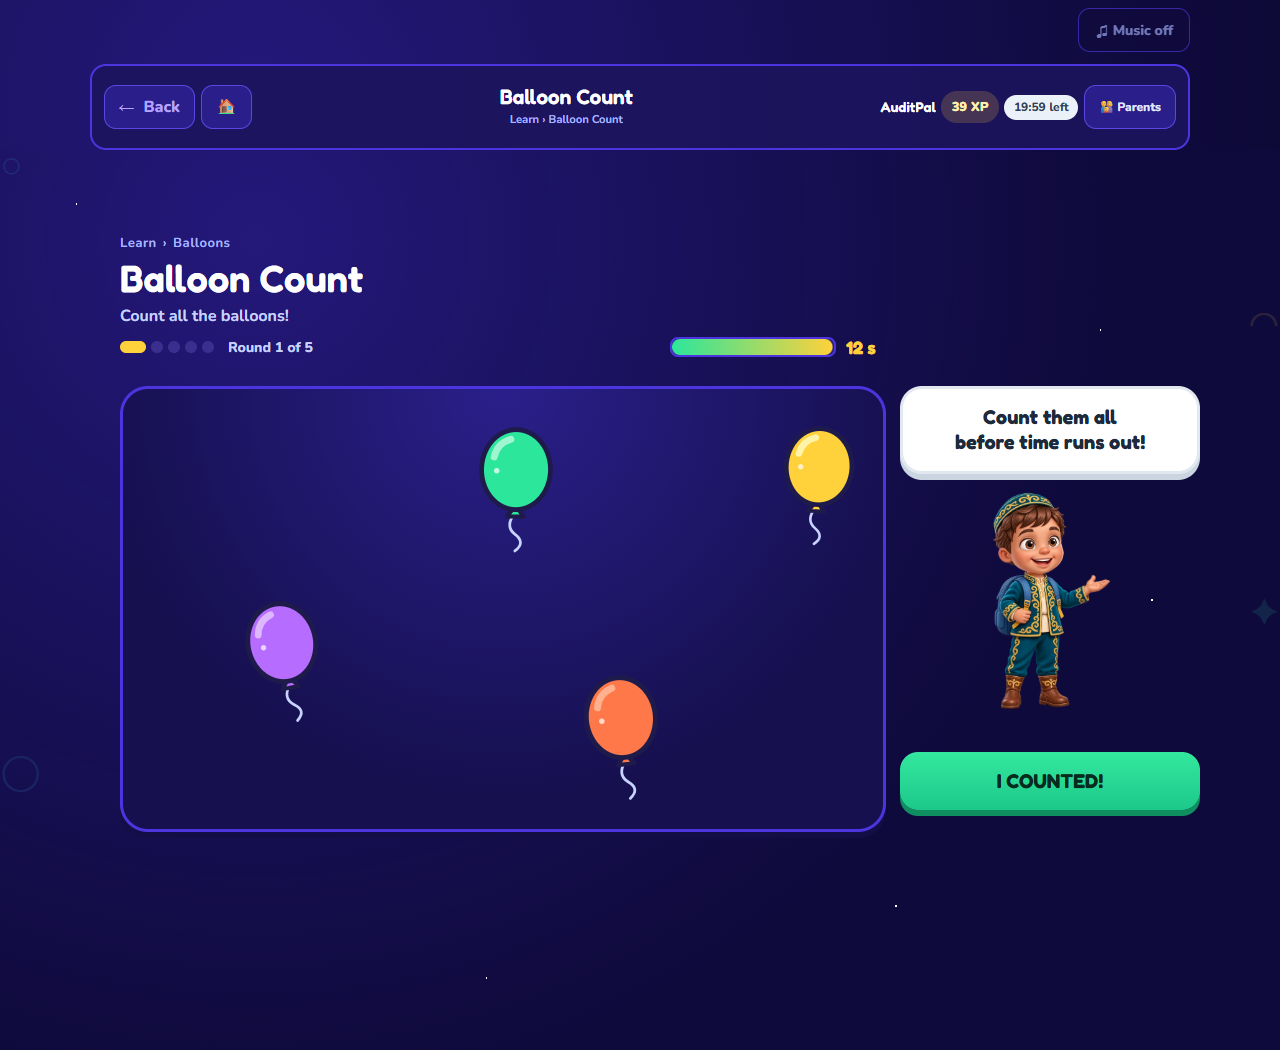 ♫ Music off
← Back
Balloon Count
Learn › Balloon Count
AuditPal
39 XP
19:59 left
Parents
Learn › Balloons
Balloon Count
Count all the balloons!
Round 1 of 5
12 s
Count them all
before time runs out!
I COUNTED!